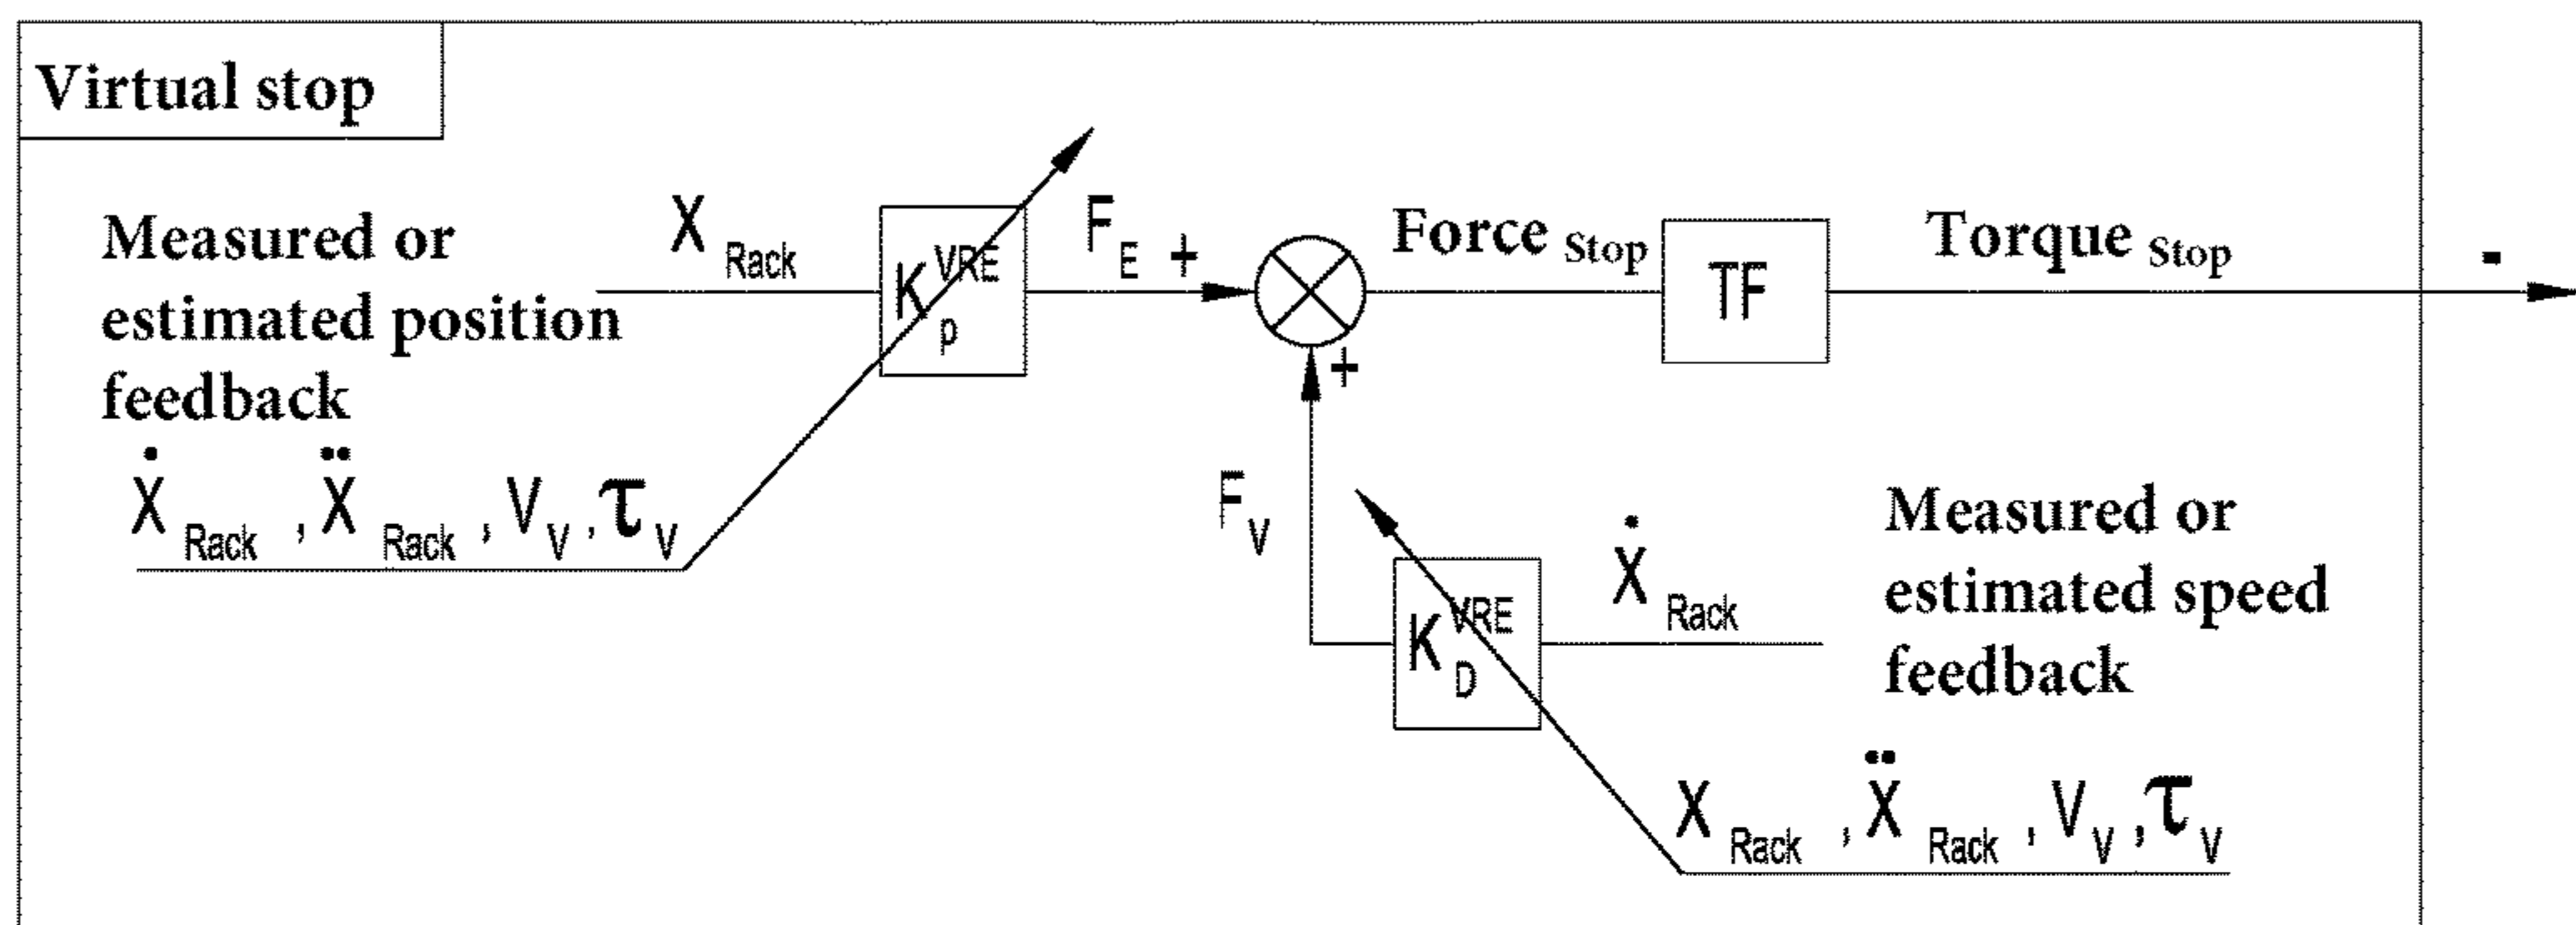 Virtual stop
Measured or
estimated position
feedback
Ẋ Rack , Ẍ Rack , V V , τ V
X Rack
K p VRE
F E +
+
Force Stop
TF
Torque Stop
-
F V
K D VRE
Ẋ Rack
Measured or
estimated speed
feedback
X Rack , Ẍ Rack , V V , τ V